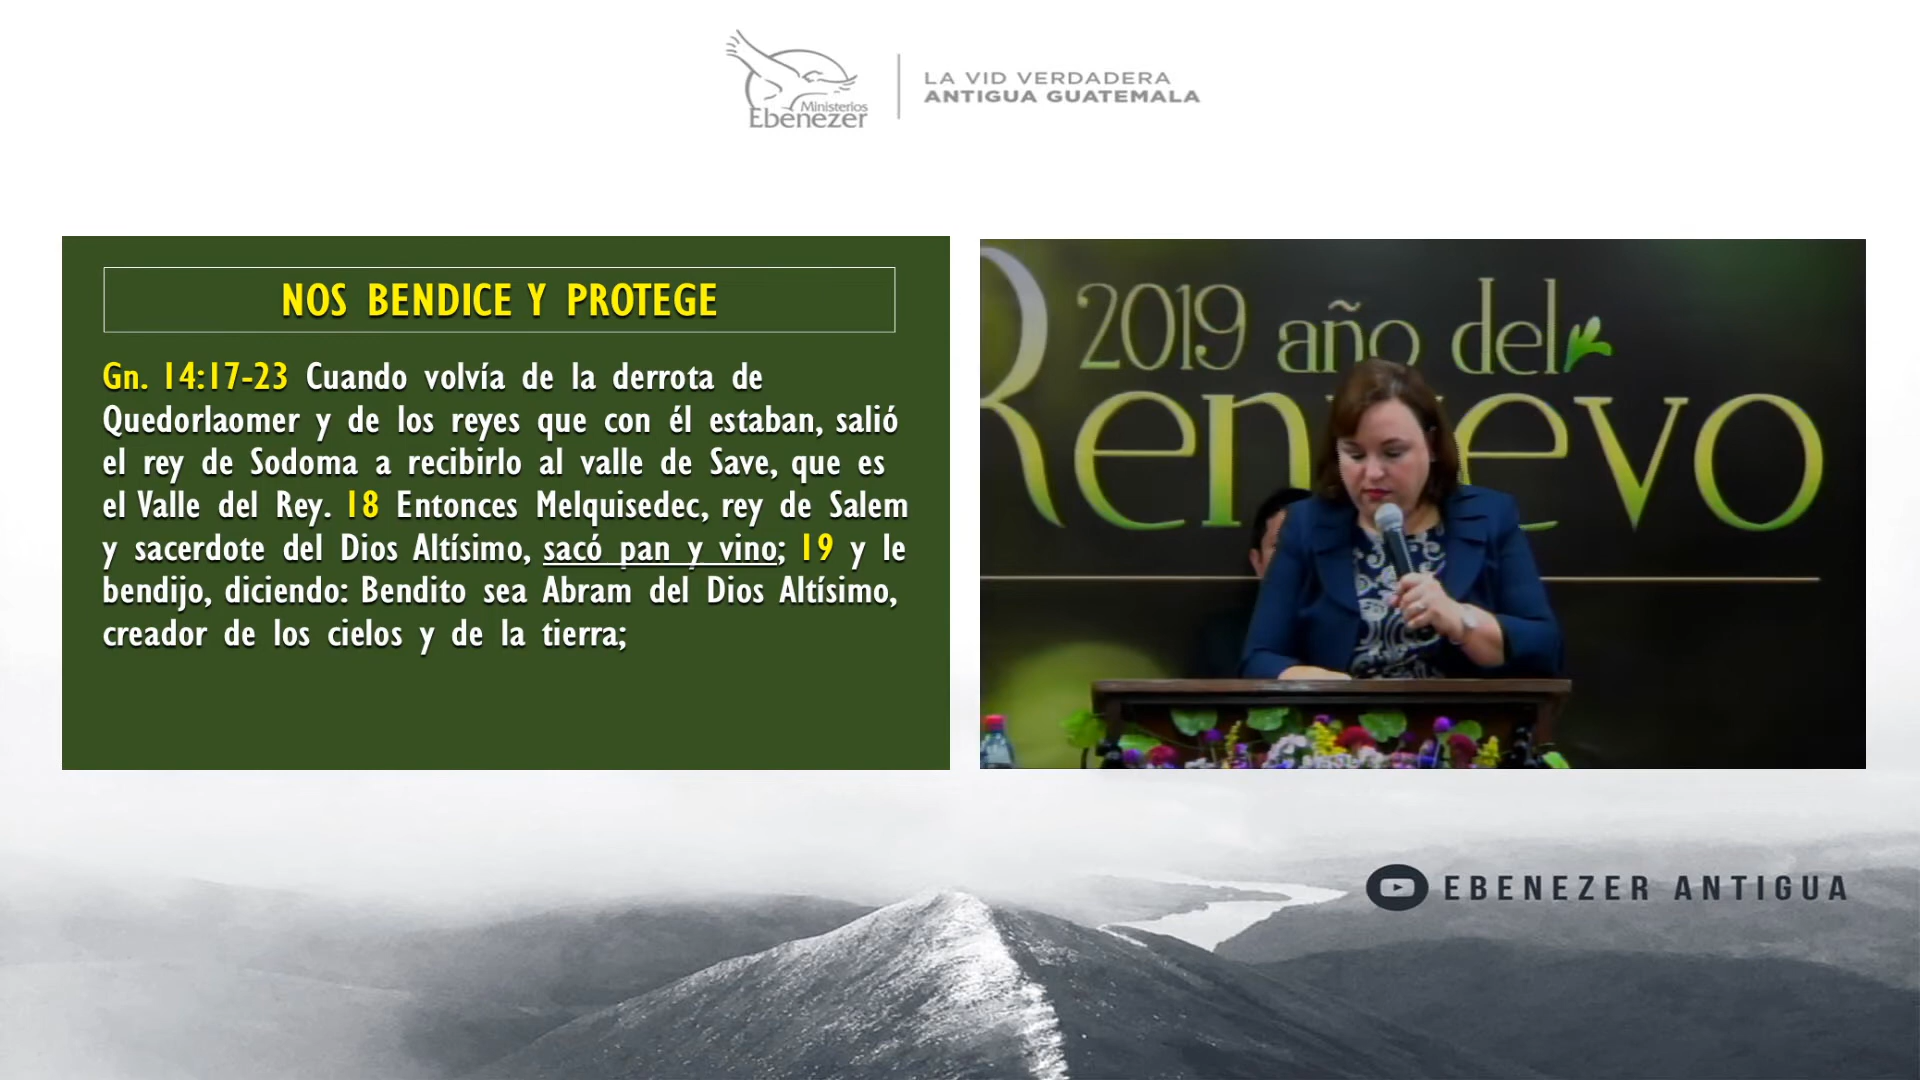 Ministerios
Ebenezer
LA VID VERDADERA
ANTIGUA GUATEMALA
NOS BENDICE Y PROTEGE
Gn. 14:17-23 Cuando volvía de la derrota de
Quedorlaomer y de los reyes que con él estaban, salió
el rey de Sodoma a recibirlo al valle de Save, que es
el Valle del Rey. 18 Entonces Melquisedec, rey de Salem
y sacerdote del Dios Altísimo, sacó pan y vino; 19 y le
bendijo, diciendo: Bendito sea Abram del Dios Altísimo,
creador de los cielos y de la tierra;
2019 año del
Renuevo
EBENEZER ANTIGUA